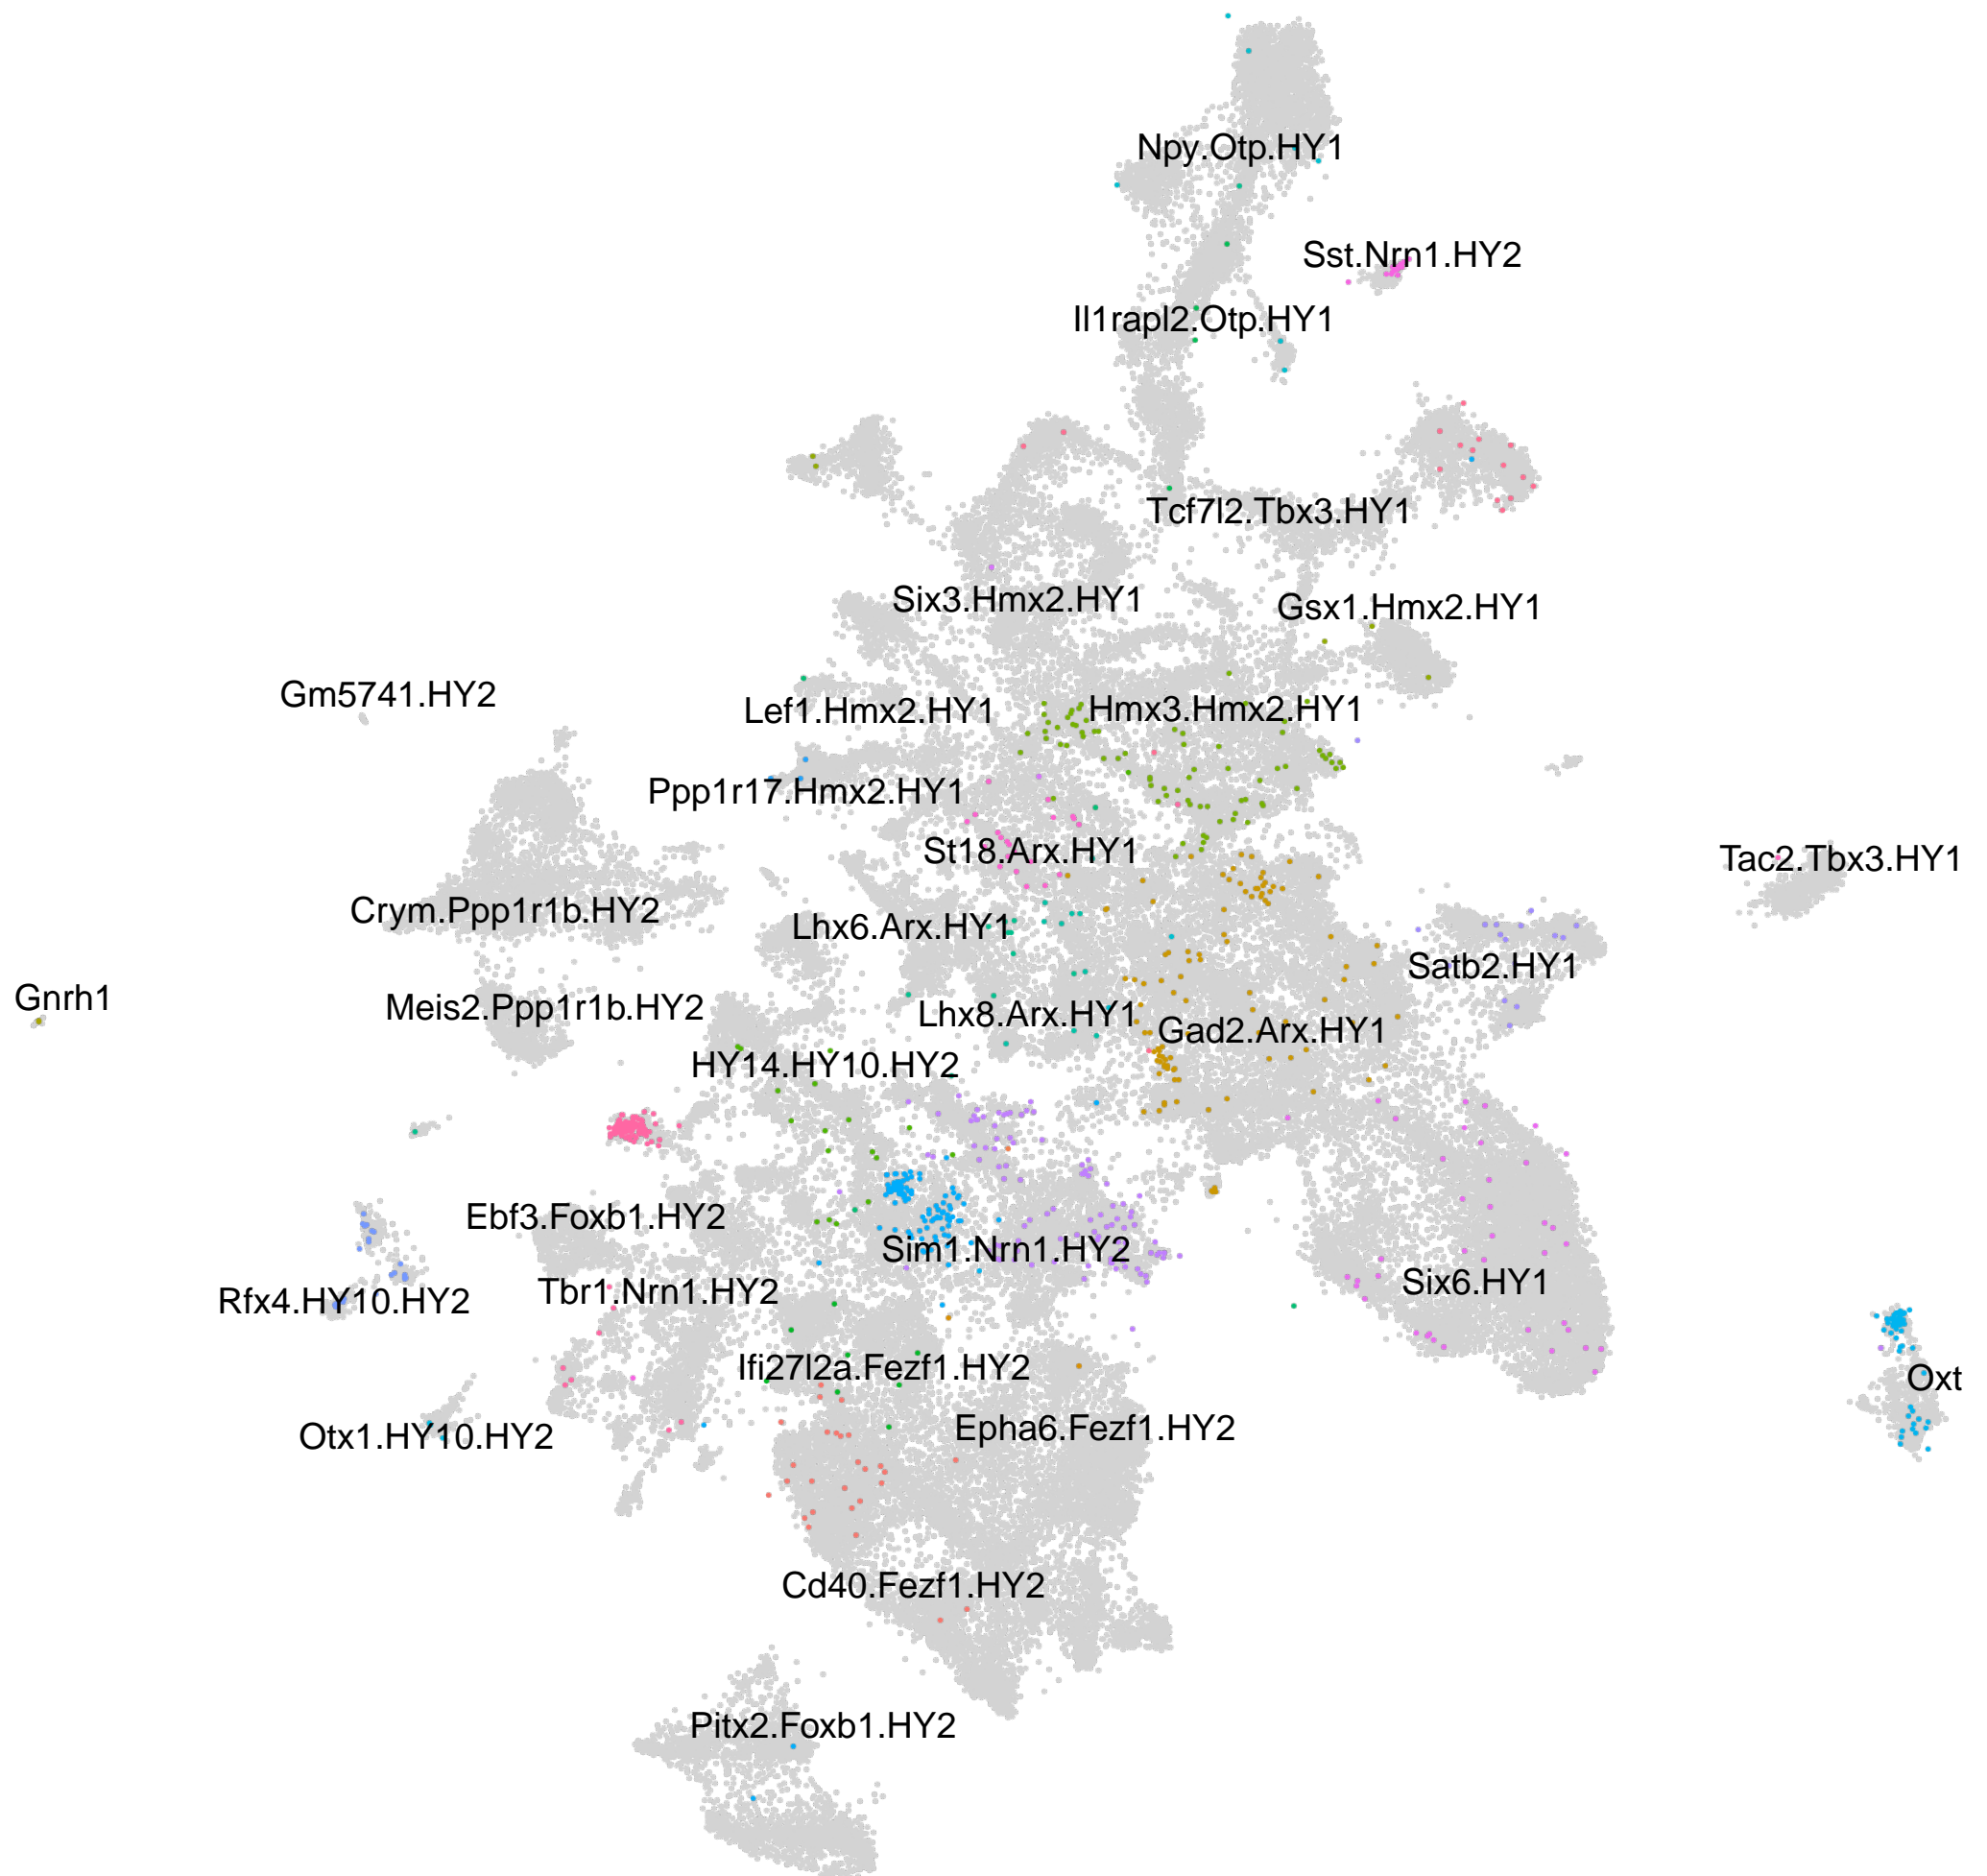 Npy.Otp.HY1
Sst.Nrn1.HY2
Il1rapl2.Otp.HY1
Tcf7l2.Tbx3.HY1
Six3.Hmx2.HY1
Gsx1.Hmx2.HY1
Gm5741.HY2
Lef1.Hmx2.HY1
Hmx3.Hmx2.HY1
Ppp1r17.Hmx2.HY1
St18.Arx.HY1
Tac2.Tbx3.HY1
Crym.Ppp1r1b.HY2
Lhx6.Arx.HY1
Satb2.HY1
Gnrh1
Meis2.Ppp1r1b.HY2
Lhx8.Arx.HY1
Gad2.Arx.HY1
HY14.HY10.HY2
Ebf3.Foxb1.HY2
Sim1.Nrn1.HY2
Rfx4.HY10.HY2
Tbr1.Nrn1.HY2
Six6.HY1
Ifi27l2a.Fezf1.HY2
Oxt
Otx1.HY10.HY2
Epha6.Fezf1.HY2
Cd40.Fezf1.HY2
Pitx2.Foxb1.HY2